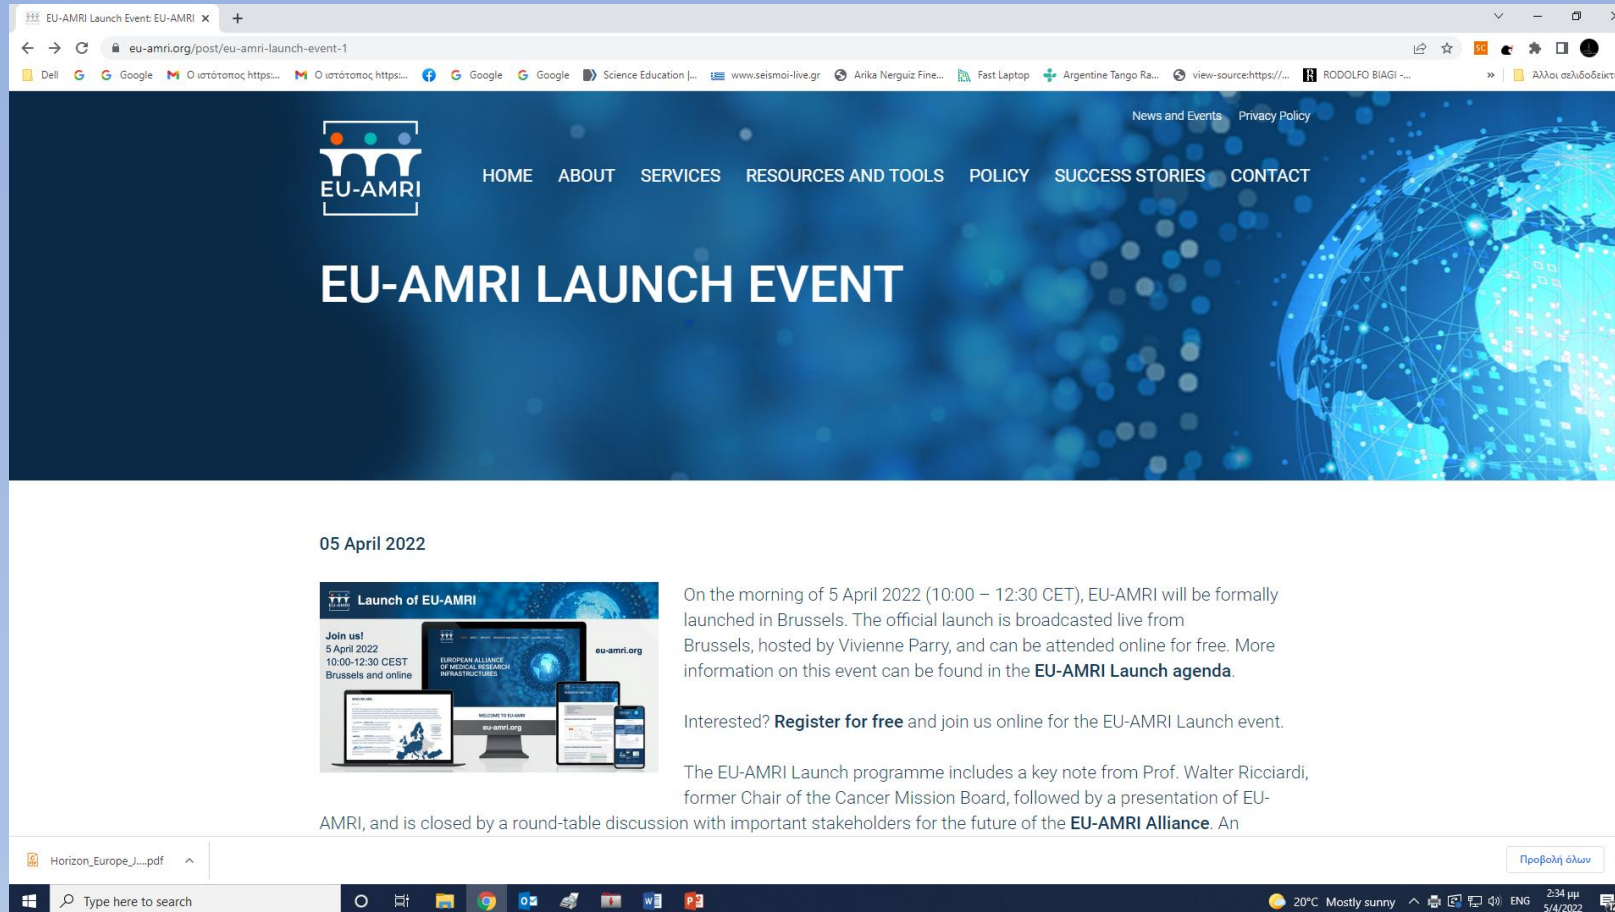 EU-AMRI Launch Event: EU-AMRI
eu-amri.org/post/eu-amri-launch-event-1
Dell
Google
Ο ιστότοπος https:...
Ο ιστότοπος https:...
Google
Google
Science Education |...
www.seismoi-live.gr
Arika Nerguiz Fine...
Fast Laptop
Argentine Tango Ra...
view-source:https://...
RODOLFO BIAGI -...
»
Άλλοι σελιδοδείκτ
News and Events Privacy Policy
EU-AMRI
HOME ABOUT SERVICES RESOURCES AND TOOLS POLICY SUCCESS STORIES CONTACT
EU-AMRI LAUNCH EVENT
05 April 2022
Launch of EU-AMRI
Join us!
5 April 2022
10:00-12:30 CEST
Brussels and online
EUROPEAN ALLIANCE
OF MEDICAL RESEARCH
INFRASTRUCTURES
WELCOME TO EU-AMRI
eu-amri.org
eu-amri.org
On the morning of 5 April 2022 (10:00 – 12:30 CET), EU-AMRI will be formally
launched in Brussels. The official launch is broadcasted live from
Brussels, hosted by Vivienne Parry, and can be attended online for free. More
information on this event can be found in the EU-AMRI Launch agenda.
Interested? Register for free and join us online for the EU-AMRI Launch event.
The EU-AMRI Launch programme includes a key note from Prof. Walter Ricciardi,
former Chair of the Cancer Mission Board, followed by a presentation of EU-
AMRI, and is closed by a round-table discussion with important stakeholders for the future of the EU-AMRI Alliance. An
Horizon_Europe_J....pdf
Προβολή όλων
Type here to search
20°C Mostly sunny
ENG
2:34 μμ
5/4/2022